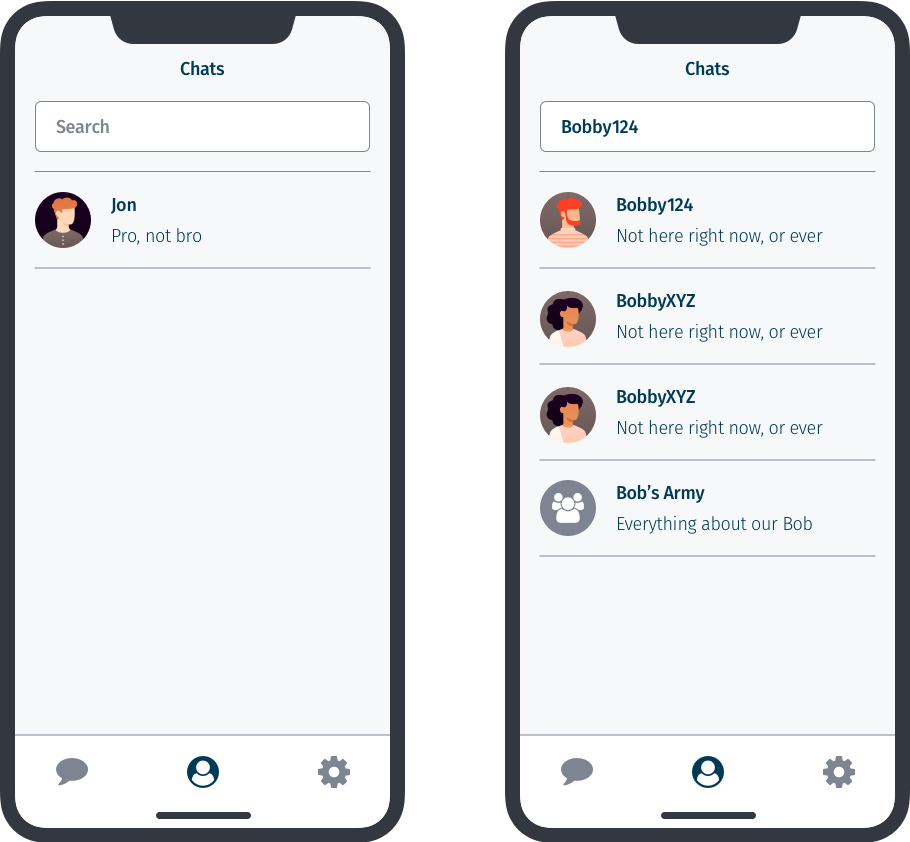 Chats
Search
Jon
Pro, not bro
Chats
Bobby124
Bobby124
Not here right now, or ever
BobbyXYZ
Not here right now, or ever
BobbyXYZ
Not here right now, or ever
Bob’s Army
Everything about our Bob